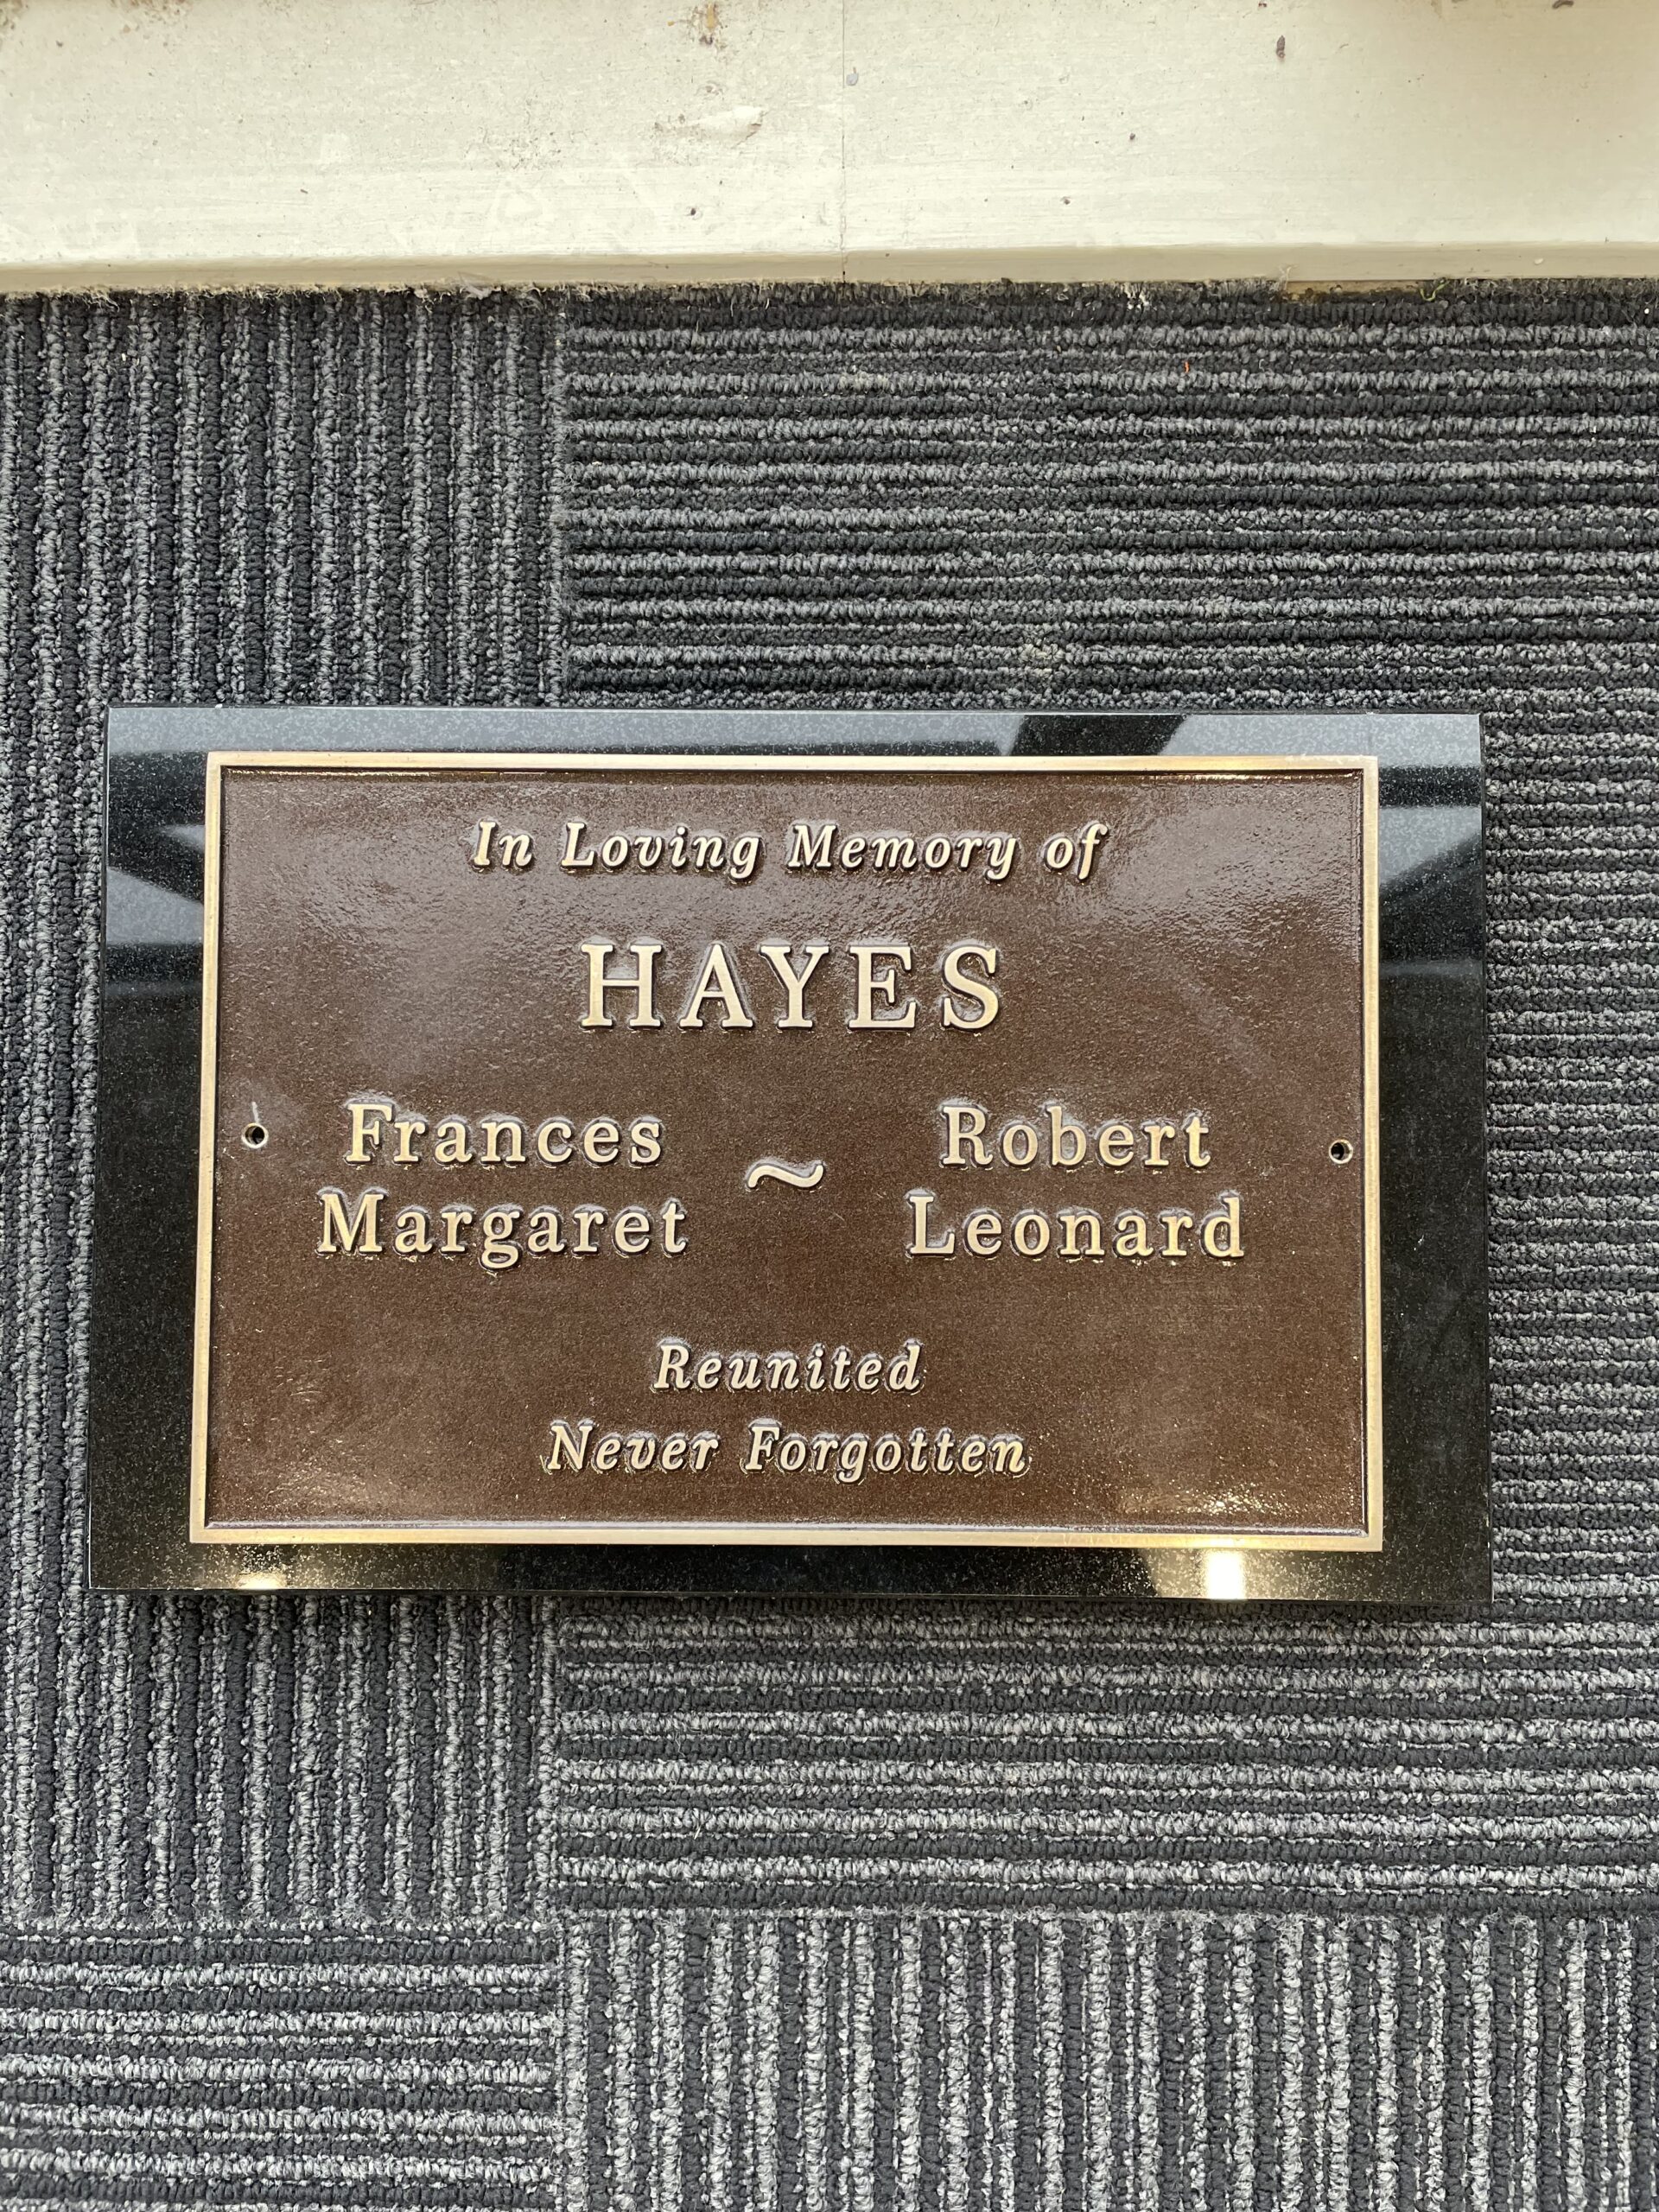 In Loving Memory of
HAYES
Frances
Margaret
~
Robert
Leonard
Reunited
Never Forgotten